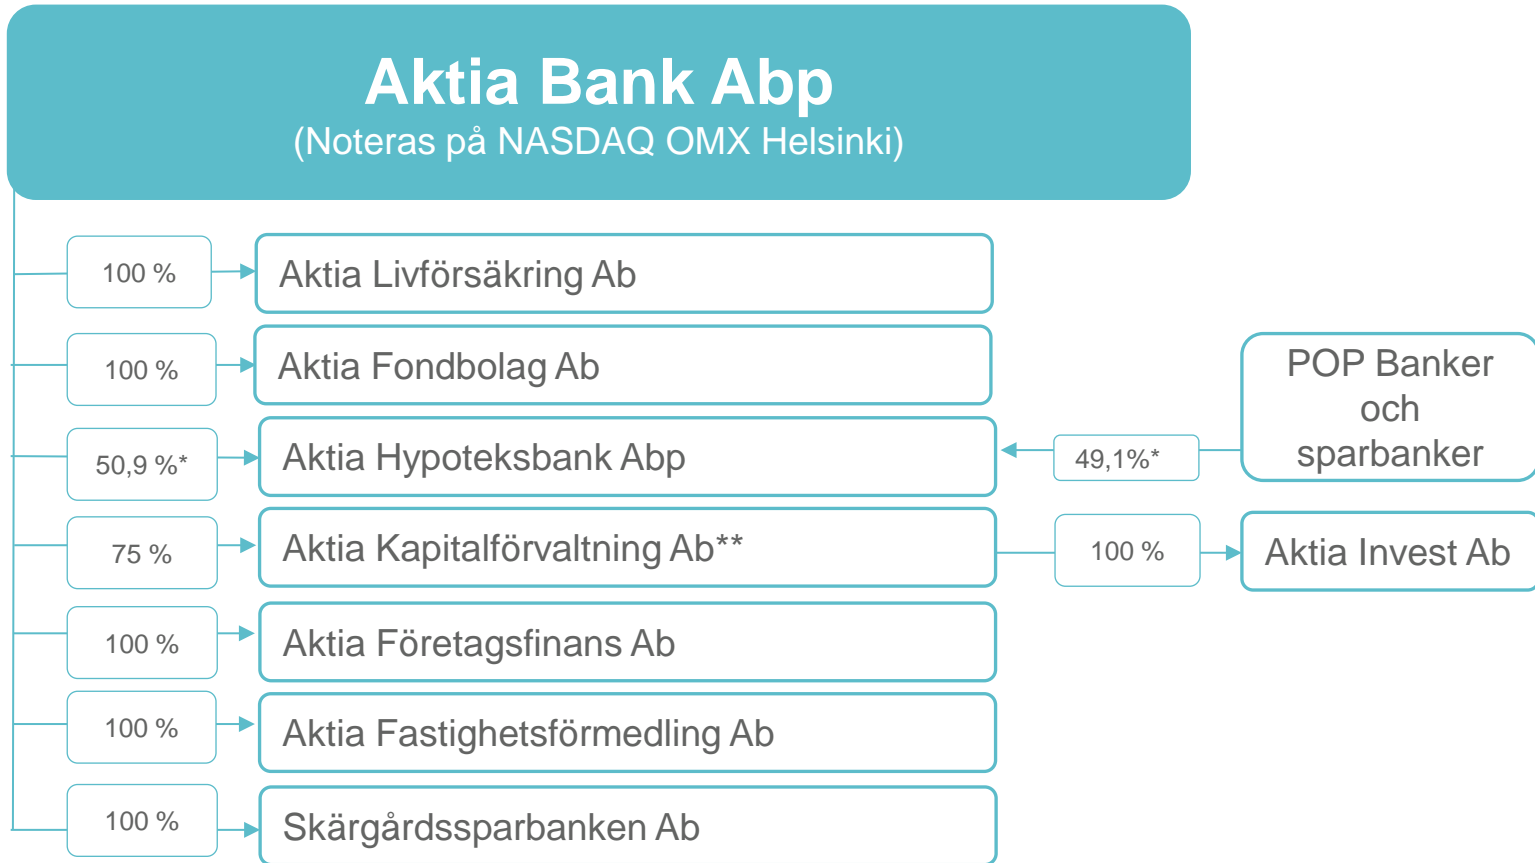 Aktia Bank Abp
(Noteras på NASDAQ OMX Helsinki)
100 %
Aktia Livförsäkring Ab
100 %
Aktia Fondbolag Ab
50,9 %*
Aktia Hypoteksbank Abp
49,1%*
POP Banker
och
sparbanker
75 %
Aktia Kapitalförvaltning Ab**
100 %
Aktia Invest Ab
100 %
Aktia Företagsfinans Ab
100 %
Aktia Fastighetsförmedling Ab
100 %
Skärgårdssparbanken Ab